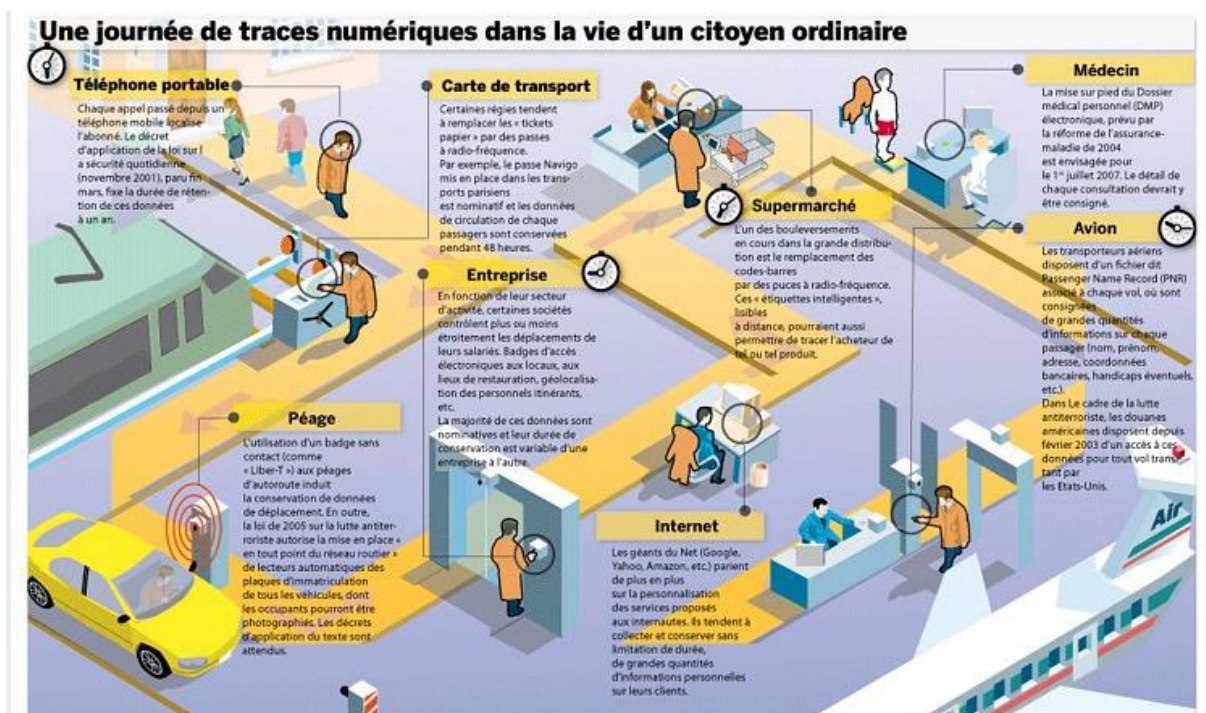 Une journée de traces numériques dans la vie d'un citoyen ordinaire
Téléphone portable
Chaque appel passé depuis un
téléphone mobile localise
l'abonné. Le décret
d'application de la loi sur l
a sécurité quotidienne
(novembre 2001), paru fin
mars, fixe la durée de réten-
tion de ces données
à un an.
Carte de transport
Certaines régies tendent
à remplacer les « tickets
papier » par des passes
à radio-fréquence.
Par exemple, le passe Navigo
mis en place dans les trans-
ports parisiens
est nominatif et les données
de circulation de chaque
passagers sont conservées
pendant 48 heures.
Médecin
La mise sur pied du Dossier
médical personnel (DMP)
électronique, prévu par
la réforme de l'assurance-
maladie de 2004
est envisagée pour
le 1er juillet 2007. Le détail de
chaque consultation devrait y
être consigné.
Supermarché
L'un des bouleversements
en cours dans la grande distribu-
tion est le remplacement des
codes-barres
par des puces à radio-fréquence.
Ces « étiquettes intelligentes »,
lisibles
à distance, pourraient aussi
permettre de tracer l'acheteur de
tel ou tel produit.
Avion
Les transporteurs aériens
disposent d'un fichier dit
Passenger Name Record (PNR)
associé à chaque vol, où sont
consignées
de grandes quantités
d'informations sur chaque
passager (nom, prénom,
adresse, coordonnées
bancaires, handicaps éventuels,
etc.).
Dans Le cadre de la lutte
antiterroriste, les douanes
américaines disposent depuis
février 2003 d'un accès à ces
données pour tout vol transi-
tant par
les Etats-Unis.
Entreprise
En fonction de leur secteur
d'activité, certaines sociétés
contrôlent plus ou moins
étroitement les déplacements de
leurs salariés. Badges d'accès
électroniques aux locaux, aux
lieux de restauration, géolocalisa-
tion des personnels itinérants,
etc.
La majorité de ces données sont
nominatives et leur durée de
conservation est variable d'une
entreprise à l'autre.
Péage
L'utilisation d'un badge sans
contact (comme
« Liber-T ») aux péages
d'autoroute induit
la conservation de données
de déplacement. En outre,
la loi de 2005 sur la lutte antiter-
roriste autorise la mise en place «
en tout point du réseau routier »
de lecteurs automatiques des
plaques d'immatriculation
de tous les véhicules, dont
les occupants pourront être
photographiés. Les décrets
d'application du texte sont
attendus.
Internet
Les géants du Net (Google,
Yahoo, Amazon, etc.) parient
de plus en plus
sur la personnalisation
des services proposés
aux internautes. Ils tendent à
collecter et conserver sans
limitation de durée,
de grandes quantités
d'informations personnelles
sur leurs clients.
Air